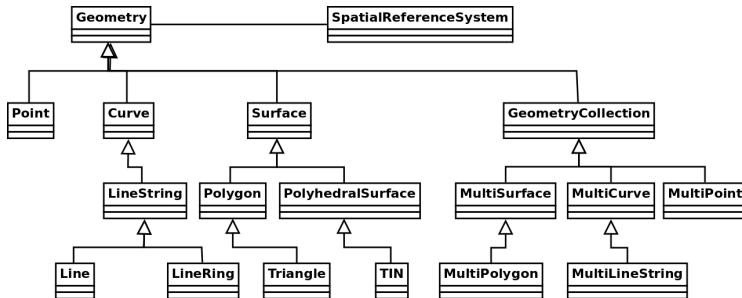 Geometry
SpatialReferenceSystem
Point
Curve
Surface
GeometryCollection
LineString
Polygon
PolyhedralSurface
MultiSurface
MultiCurve
MultiPoint
Line
LineRing
Triangle
TIN
MultiPolygon
MultiLineString